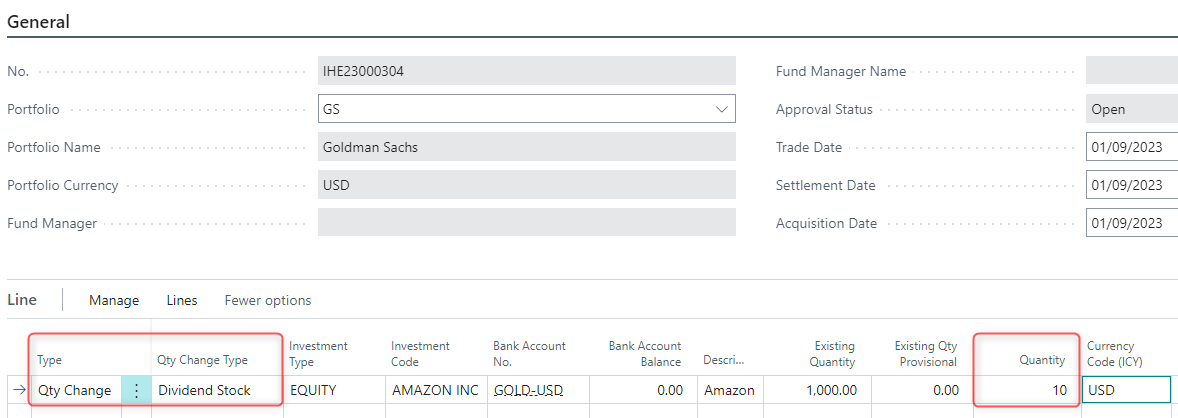 General
No. IHE23000304 Fund Manager Name
Portfolio GS Approval Status Open
Portfolio Name Goldman Sachs Trade Date 01/09/2023
Portfolio Currency USD Settlement Date 01/09/2023
Fund Manager Acquisition Date 01/09/2023
Line Manage Lines Fewer options
Type Qty Change Type Investment Type Investment Code Bank Account No. Bank Account Balance Descri... Existing Quantity Existing Qty Provisional Quantity Currency Code (ICY)
Qty Change Dividend Stock EQUITY AMAZON INC GOLD-USD 0.00 Amazon 1,000.00 0.00 10 USD